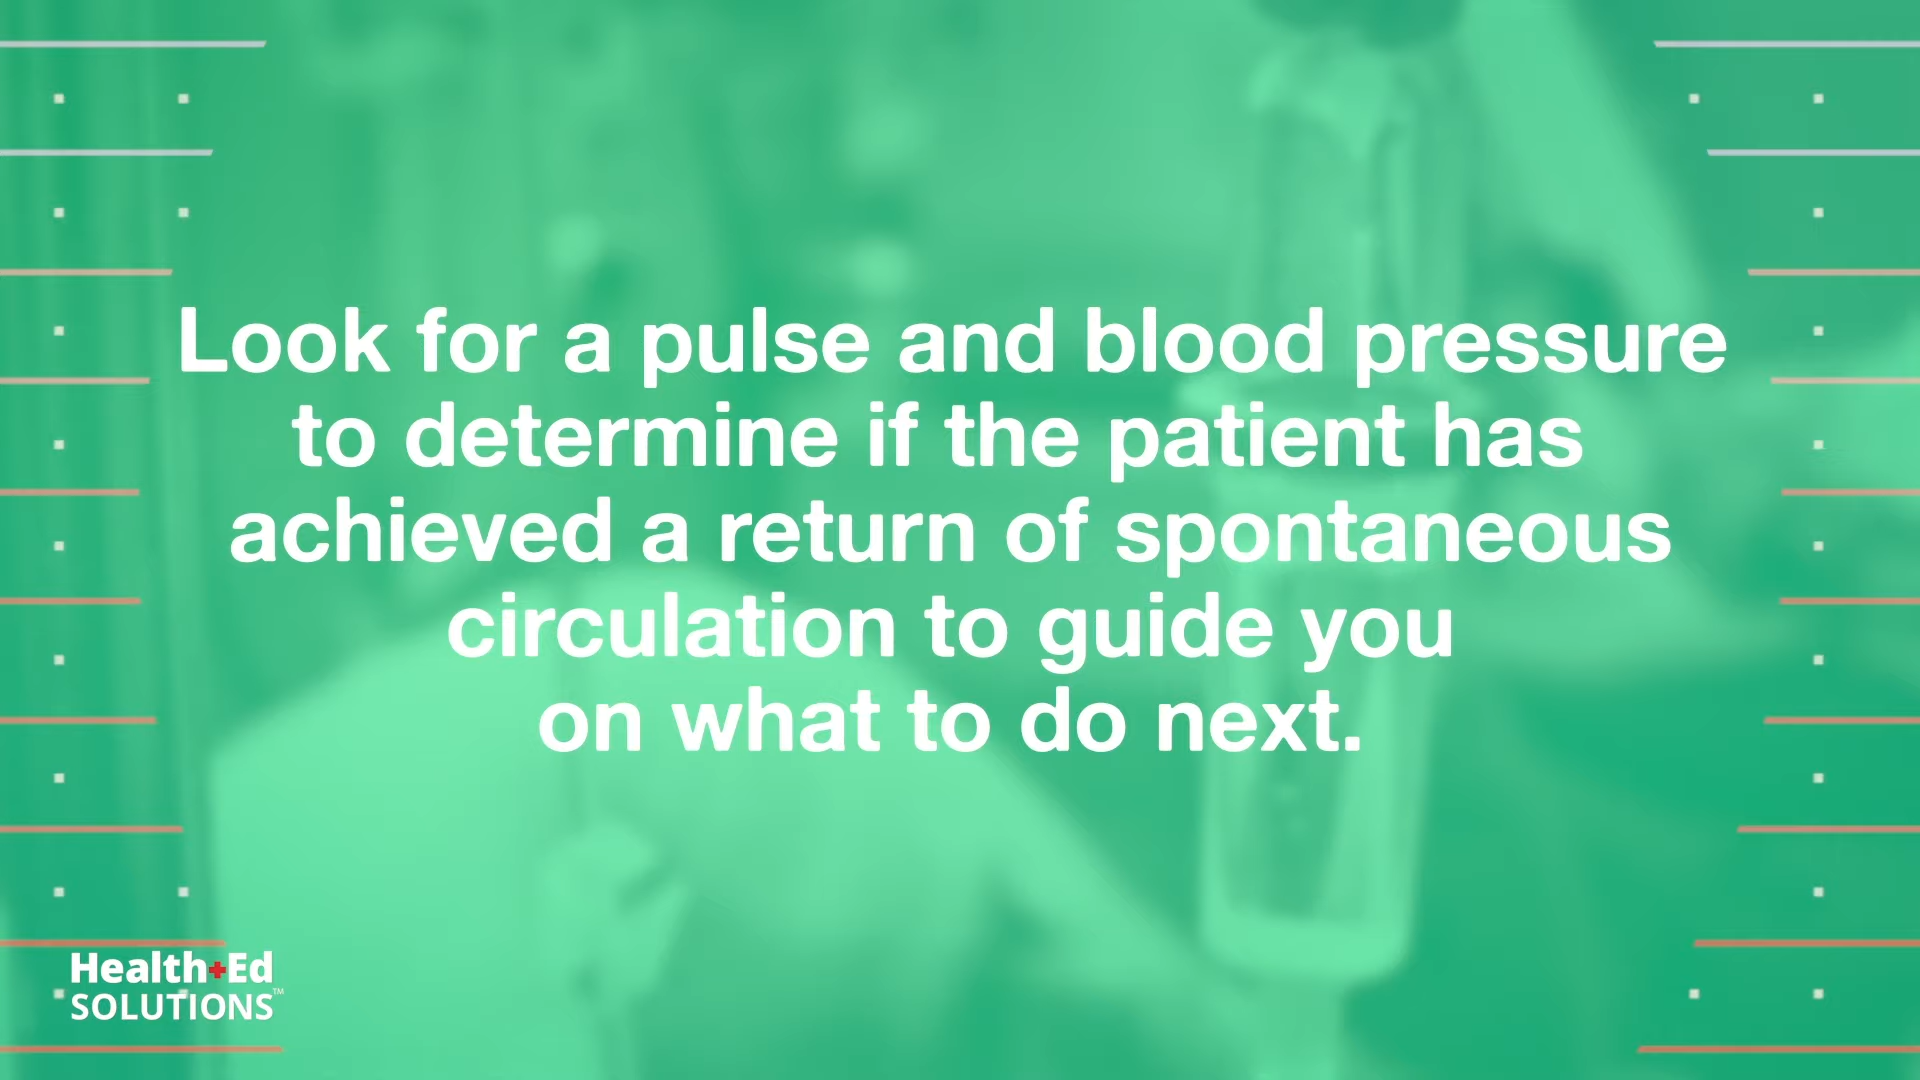 Look for a pulse and blood pressure
to determine if the patient has
achieved a return of spontaneous
circulation to guide you
on what to do next.
Health+Ed
SOLUTIONS™